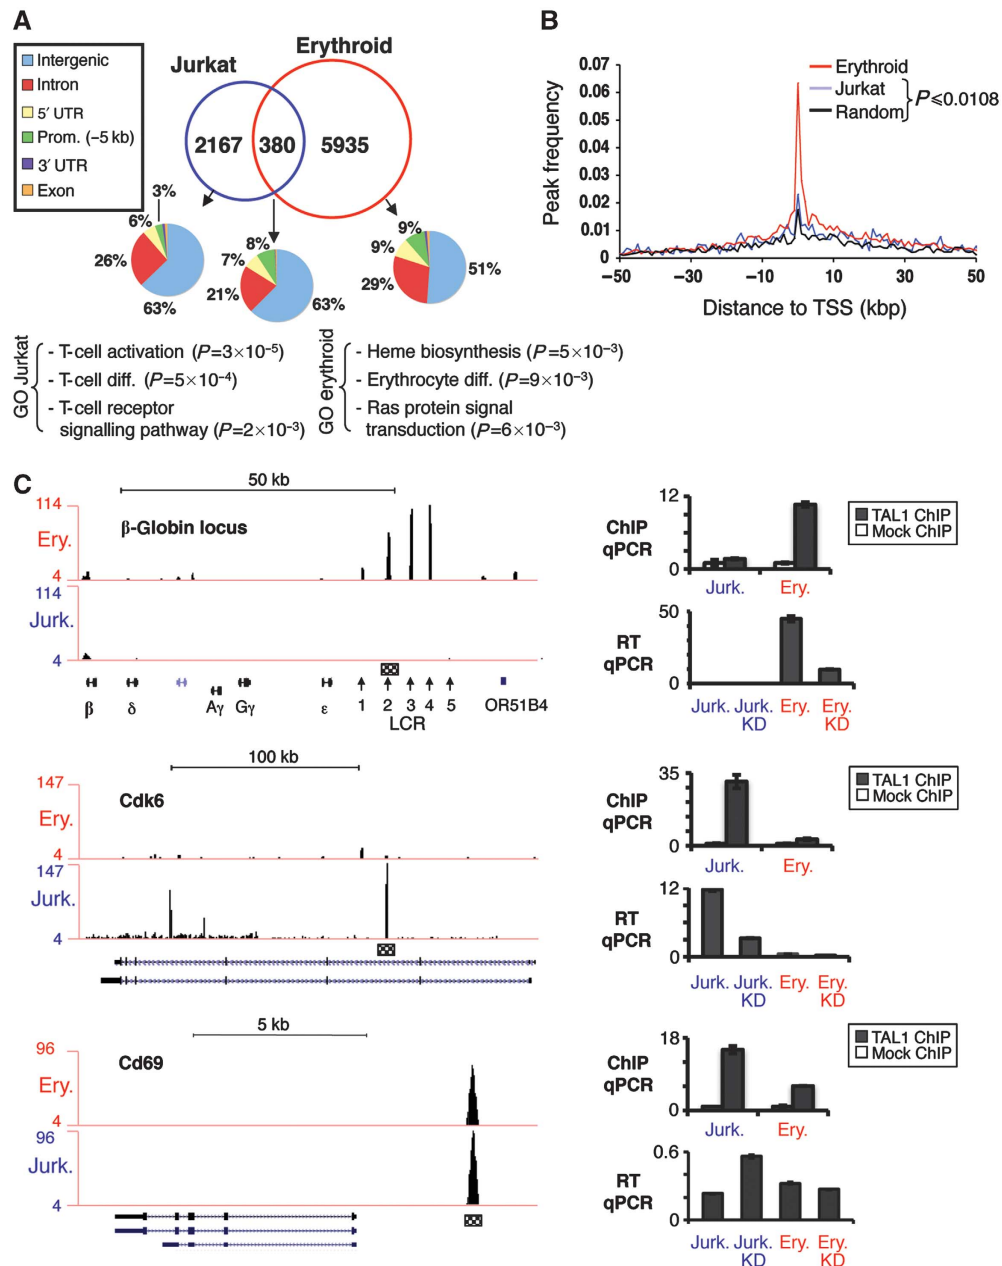 A
Intergenic
Intron
5′ UTR
Prom. (−5 kb)
3′ UTR
Exon
Jurkat
Erythroid
2167
380
5935
3%
6%
26%
63%
8%
7%
21%
63%
9%
9%
29%
51%
GO Jurkat
- T-cell activation (P=3×10⁻⁵)
- T-cell diff. (P=5×10⁻⁴)
- T-cell receptor
signalling pathway (P=2×10⁻³)
GO erythroid
- Heme biosynthesis (P=5×10⁻³)
- Erythrocyte diff. (P=9×10⁻³)
- Ras protein signal
transduction (P=6×10⁻³)
B
Peak frequency
0.07
0.06
0.05
0.04
0.03
0.02
0.01
0
−50 −30 −10 10 30 50
Distance to TSS (kbp)
Erythroid
Jurkat
Random
P⩽0.0108
C
50 kb
β-Globin locus
114
Ery.
4
114
Jurk.
4
β δ Aγ Gγ ε 1 2 3 4 5 OR51B4
LCR
ChIP
qPCR
12
0
Jurk. Ery.
TAL1 ChIP
Mock ChIP
RT
qPCR
50
0
Jurk. Jurk. Ery. Ery.
KD KD
100 kb
Cdk6
147
Ery.
4
147
Jurk.
4
ChIP
qPCR
35
0
Jurk. Ery.
TAL1 ChIP
Mock ChIP
RT
qPCR
12
0
Jurk. Jurk. Ery. Ery.
KD KD
5 kb
Cd69
96
Ery.
4
96
Jurk.
4
ChIP
qPCR
18
0
Jurk. Ery.
TAL1 ChIP
Mock ChIP
RT
qPCR
0.6
0
Jurk. Jurk. Ery. Ery.
KD KD